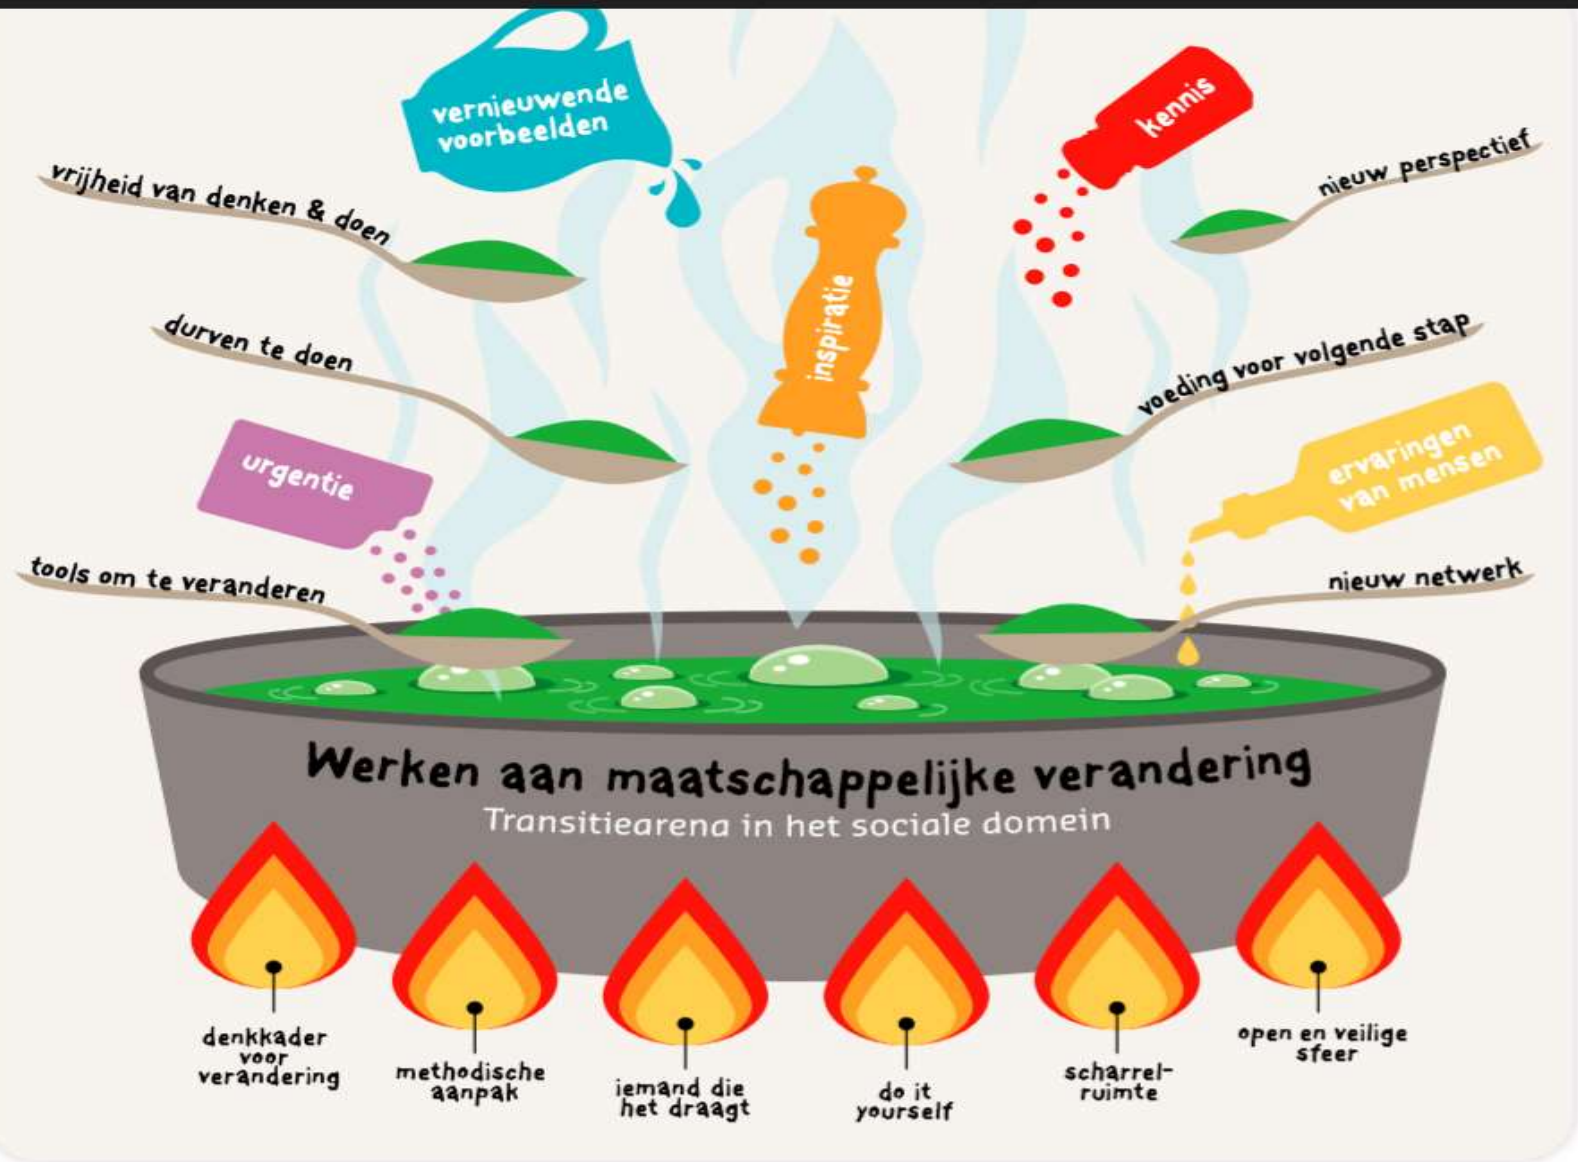 vernieuwende
voorbeelden
kennis
nieuw perspectief
vrijheid van denken & doen
inspiratie
durven te doen
voeding voor volgende stap
urgentie
ervaringen
van mensen
tools om te veranderen
nieuw netwerk
Werken aan maatschappelijke verandering
Transitiearena in het sociale domein
denkkader
voor
verandering
methodische
aanpak
iemand die
het draagt
do it
yourself
scharrel-
ruimte
open en veilige
sfeer